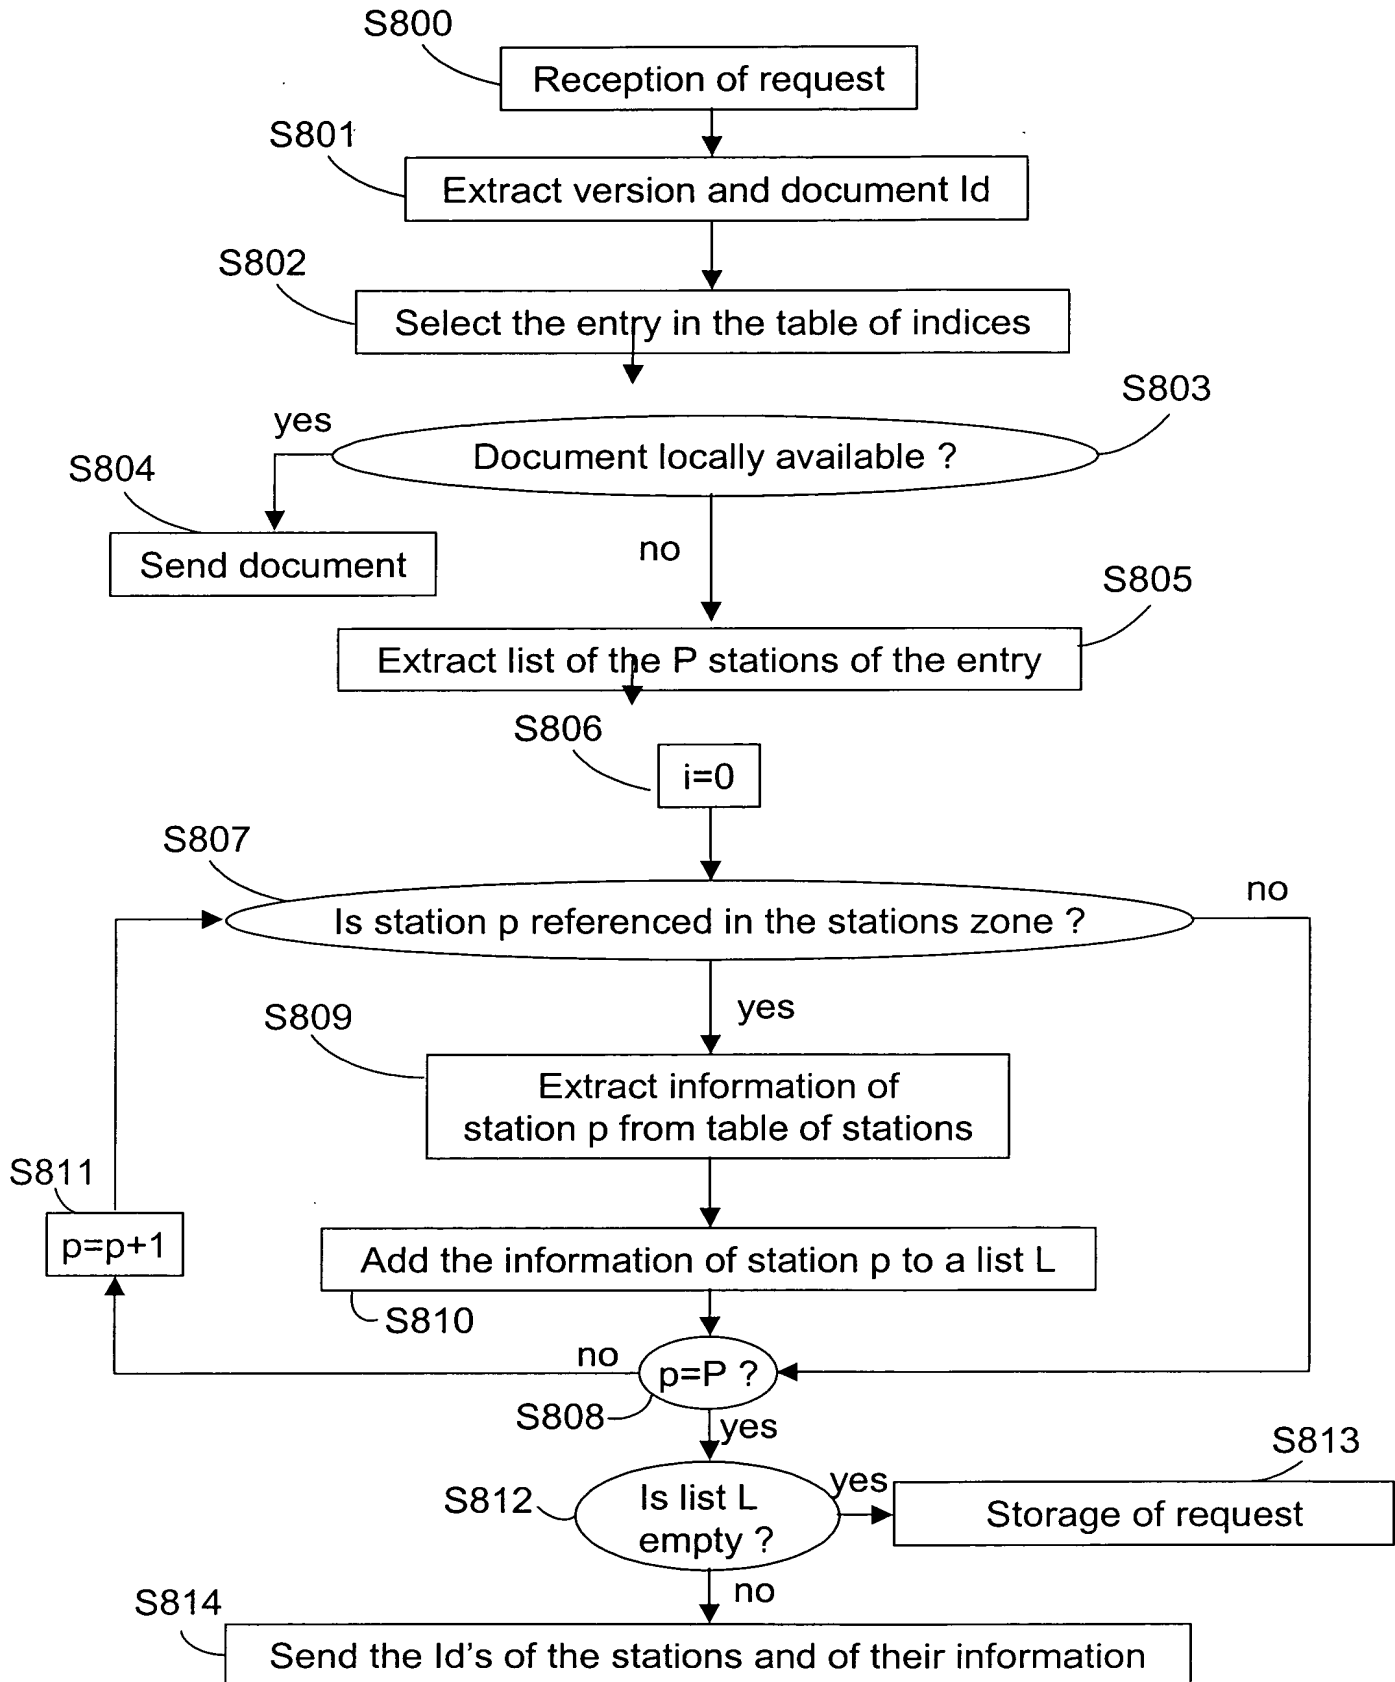 S800
Reception of request
S801
Extract version and document Id
S802
Select the entry in the table of indices
S803
yes
Document locally available ?
S804
Send document
no
S805
Extract list of the P stations of the entry
S806
i=0
S807
no
Is station p referenced in the stations zone ?
yes
S809
Extract information of
station p from table of stations
S811
p=p+1
Add the information of station p to a list L
S810
no
p=P ?
S808
yes
S813
yes
S812
Is list L
empty ?
Storage of request
no
S814
Send the Id's of the stations and of their information